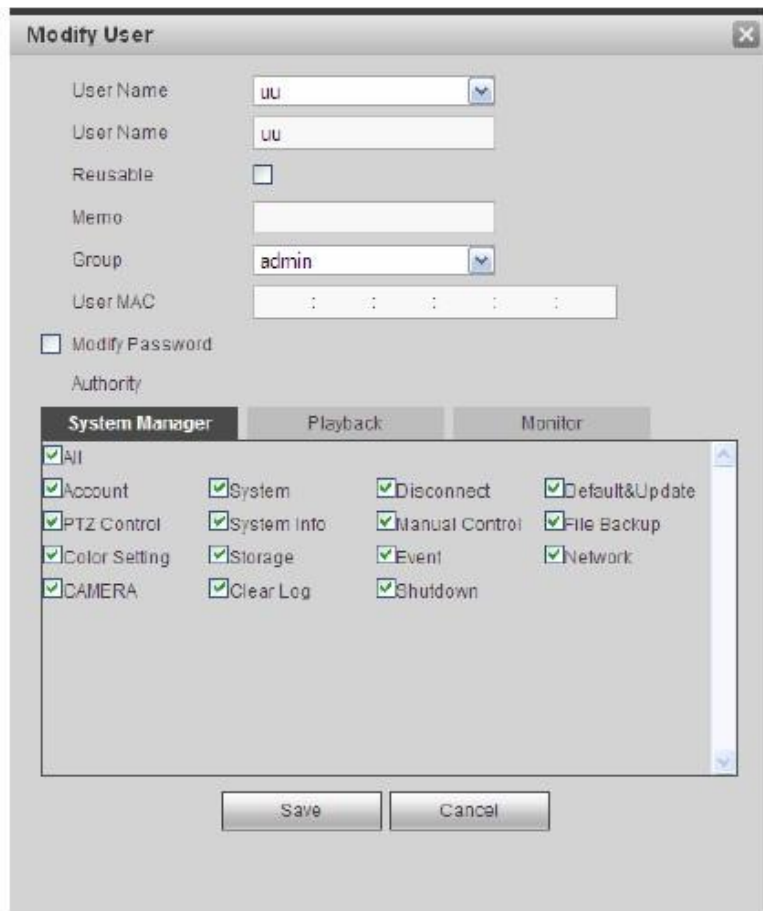 Modify User
User Name uu
User Name uu
Reusable
Memo
Group admin
User MAC : : : : :
Modify Password
Authority
System Manager Playback Monitor
All
Account System Disconnect Default&Update
PTZ Control System Info Manual Control File Backup
Color Setting Storage Event Network
CAMERA Clear Log Shutdown
Save Cancel